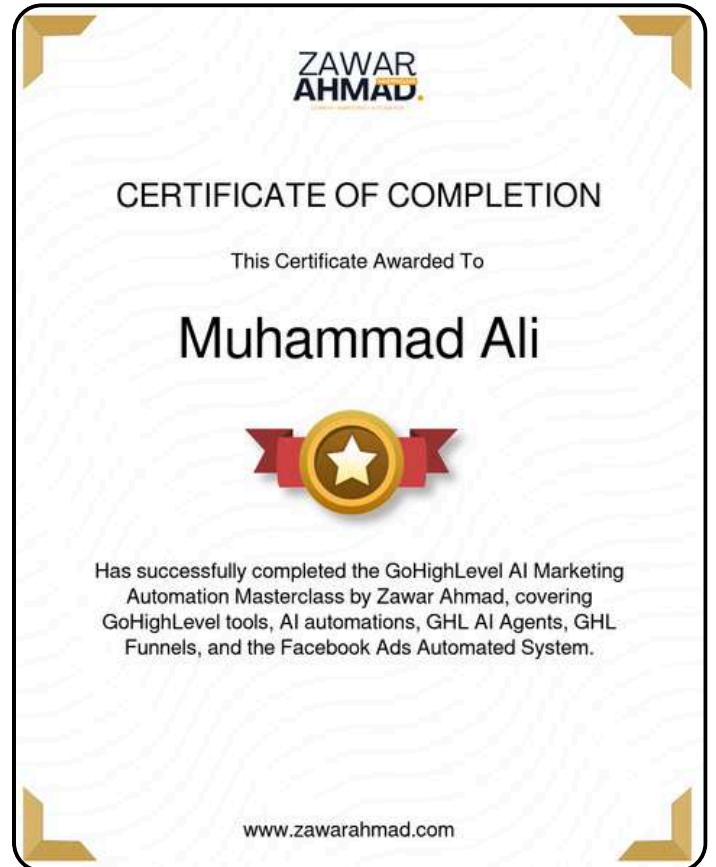 ZAWAR
AHMAD.
CERTIFICATE OF COMPLETION
This Certificate Awarded To
Muhammad Ali
Has successfully completed the GoHighLevel AI Marketing
Automation Masterclass by Zawar Ahmad, covering
GoHighLevel tools, AI automations, GHL AI Agents, GHL
Funnels, and the Facebook Ads Automated System.
www.zawarahmad.com